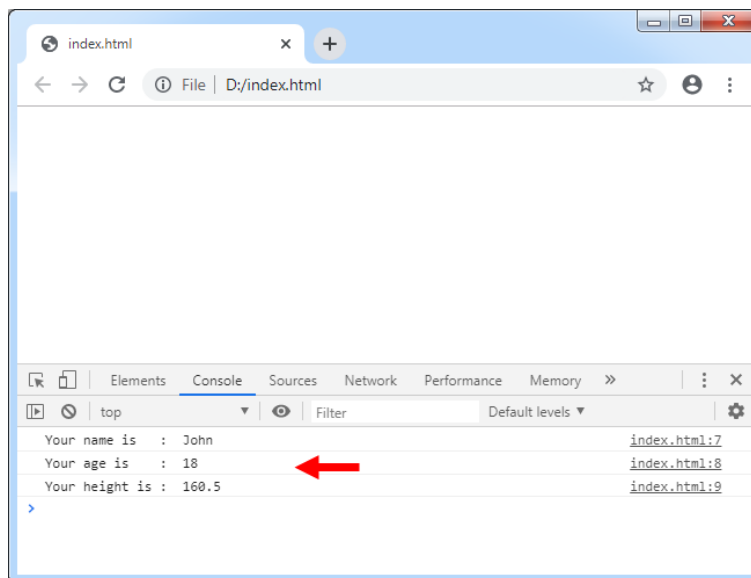 index.html
File D:/index.html
Elements Console Sources Network Performance Memory
top Filter Default levels
Your name is   :  John index.html:7
Your age is    :  18 index.html:8
Your height is :  160.5 index.html:9